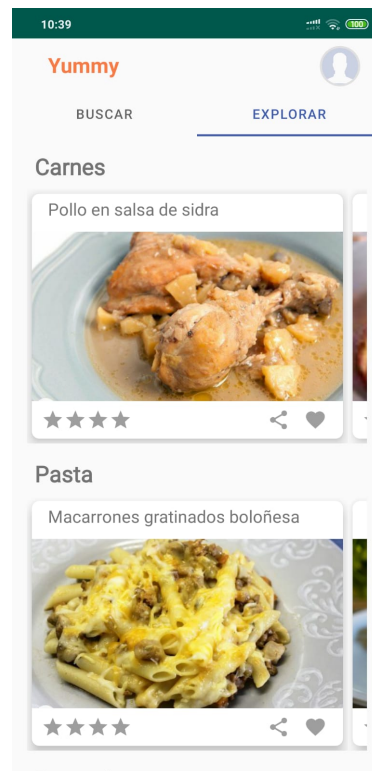 10:39
100
Yummy
BUSCAR
EXPLORAR
Carnes
Pollo en salsa de sidra
Pasta
Macarrones gratinados boloñesa